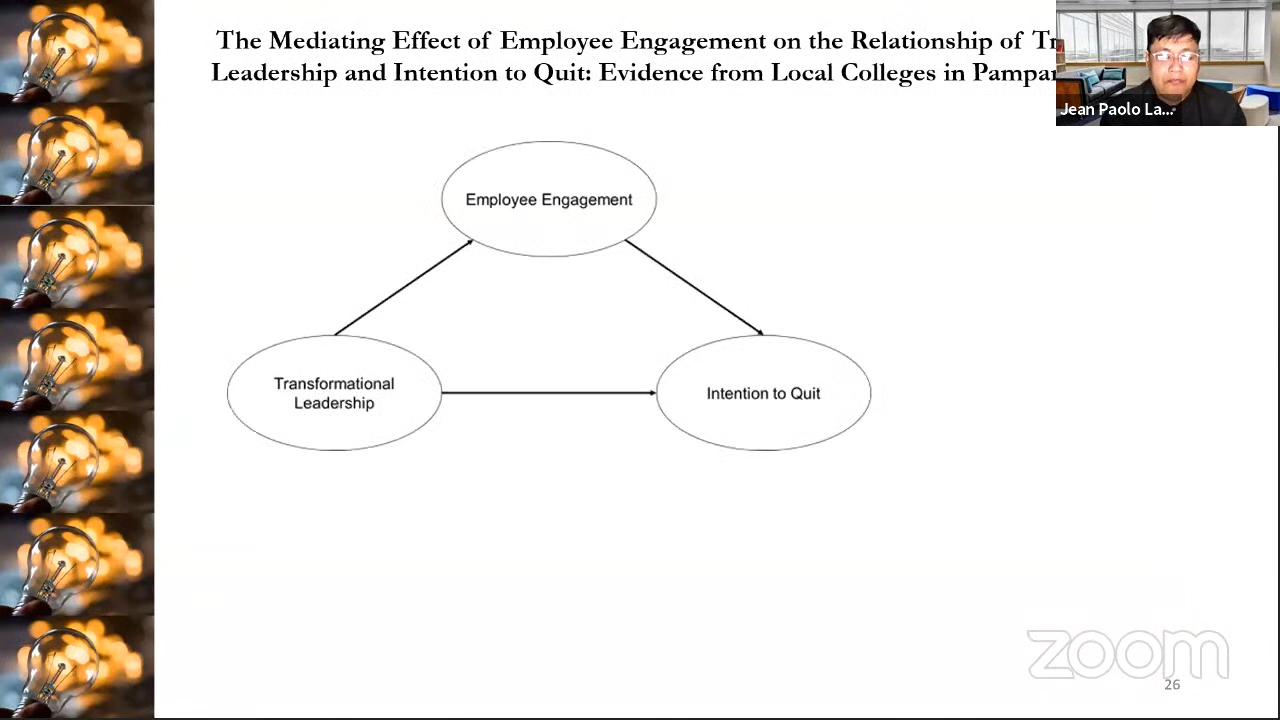 The Mediating Effect of Employee Engagement on the Relationship of Tr
Leadership and Intention to Quit: Evidence from Local Colleges in Pampan
Jean Paolo La...
Employee Engagement
Transformational
Leadership
Intention to Quit
zoom
26